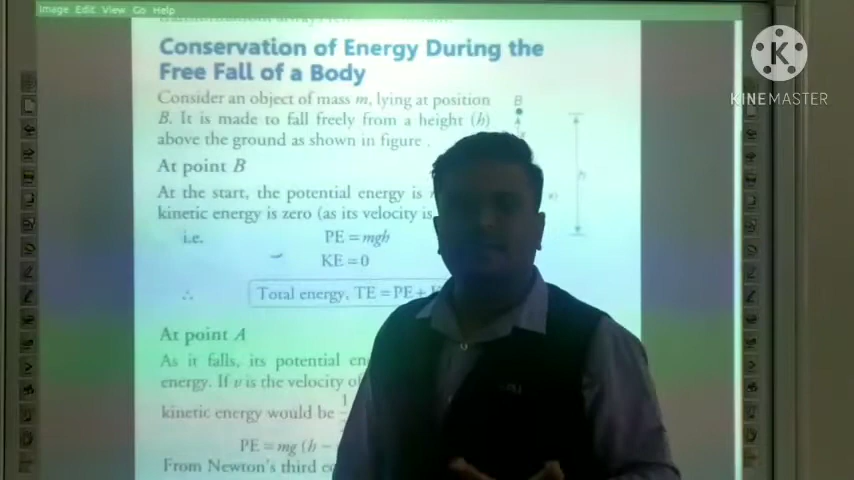 Image Edit View Go Help
Conservation of Energy During the
Free Fall of a Body
Consider an object of mass m, lying at position
B. It is made to fall freely from a height (h)
above the ground as shown in figure .
At point B
At the start, the potential energy is
kinetic energy is zero (as its velocity is
i.e. PE = mgh
KE = 0
∴ Total energy, TE = PE +
At point A
As it falls, its potential en
energy. If v is the velocity of
kinetic energy would be 1
PE = mg (h −
From Newton's third
B
A
h
K
KINEMASTER